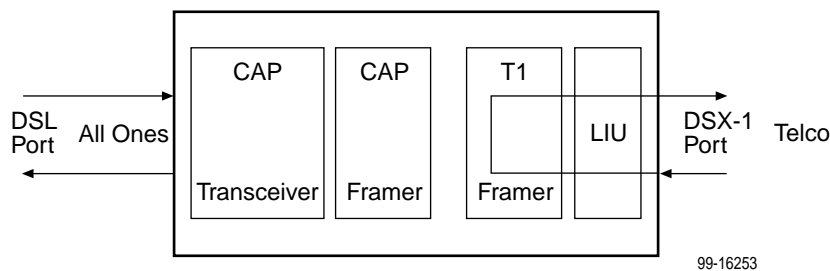 CAP
CAP
T1
DSL
Port
All Ones
LIU
DSX-1
Port
Telco
Transceiver
Framer
Framer
99-16253